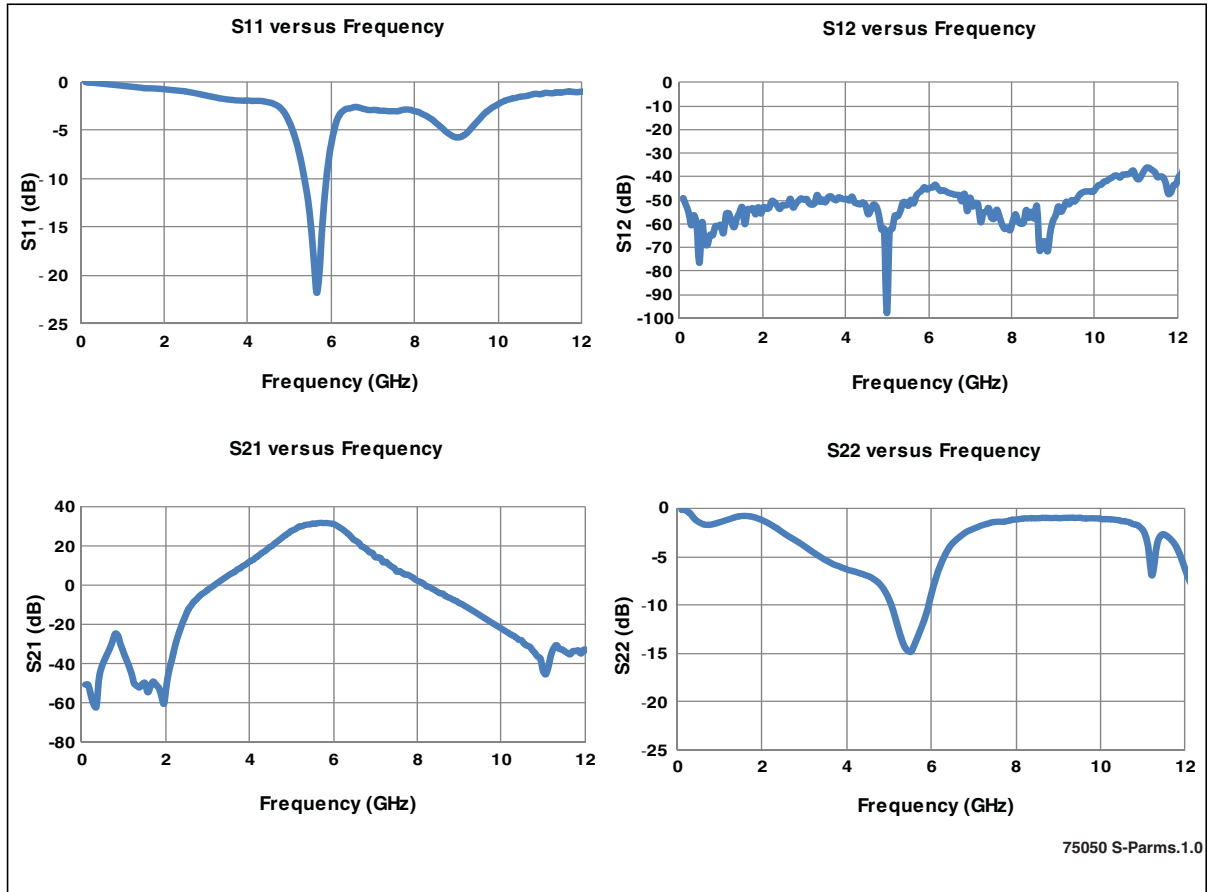 S11 versus Frequency
0
-5
- 10
- 15
- 20
- 25
S11 (dB)
0 2 4 6 8 10 12
Frequency (GHz)
S12 versus Frequency
0
-10
-20
-30
-40
-50
-60
-70
-80
-90
-100
S12 (dB)
0 2 4 6 8 10 12
Frequency (GHz)
S21 versus Frequency
40
20
0
-20
-40
-60
-80
S21 (dB)
0 2 4 6 8 10 12
Frequency (GHz)
S22 versus Frequency
0
-5
-10
-15
-20
-25
S22 (dB)
0 2 4 6 8 10 12
Frequency (GHz)
75050 S-Parms.1.0